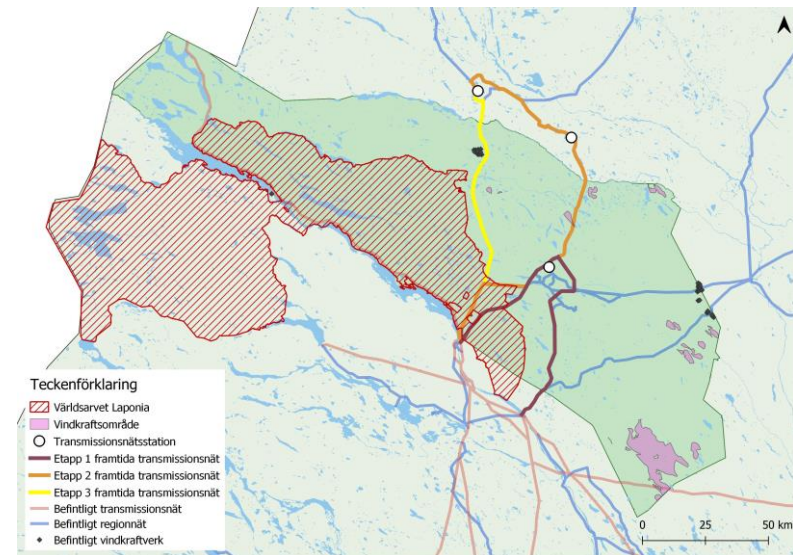 Teckenförklaring
Världsarvet Laponia
Vindkraftsområde
Transmissionsnätsstation
Etapp 1 framtida transmissionsnät
Etapp 2 framtida transmissionsnät
Etapp 3 framtida transmissionsnät
Befintligt transmissionsnät
Befintligt regionnät
Befintligt vindkraftverk
0 25 50 km